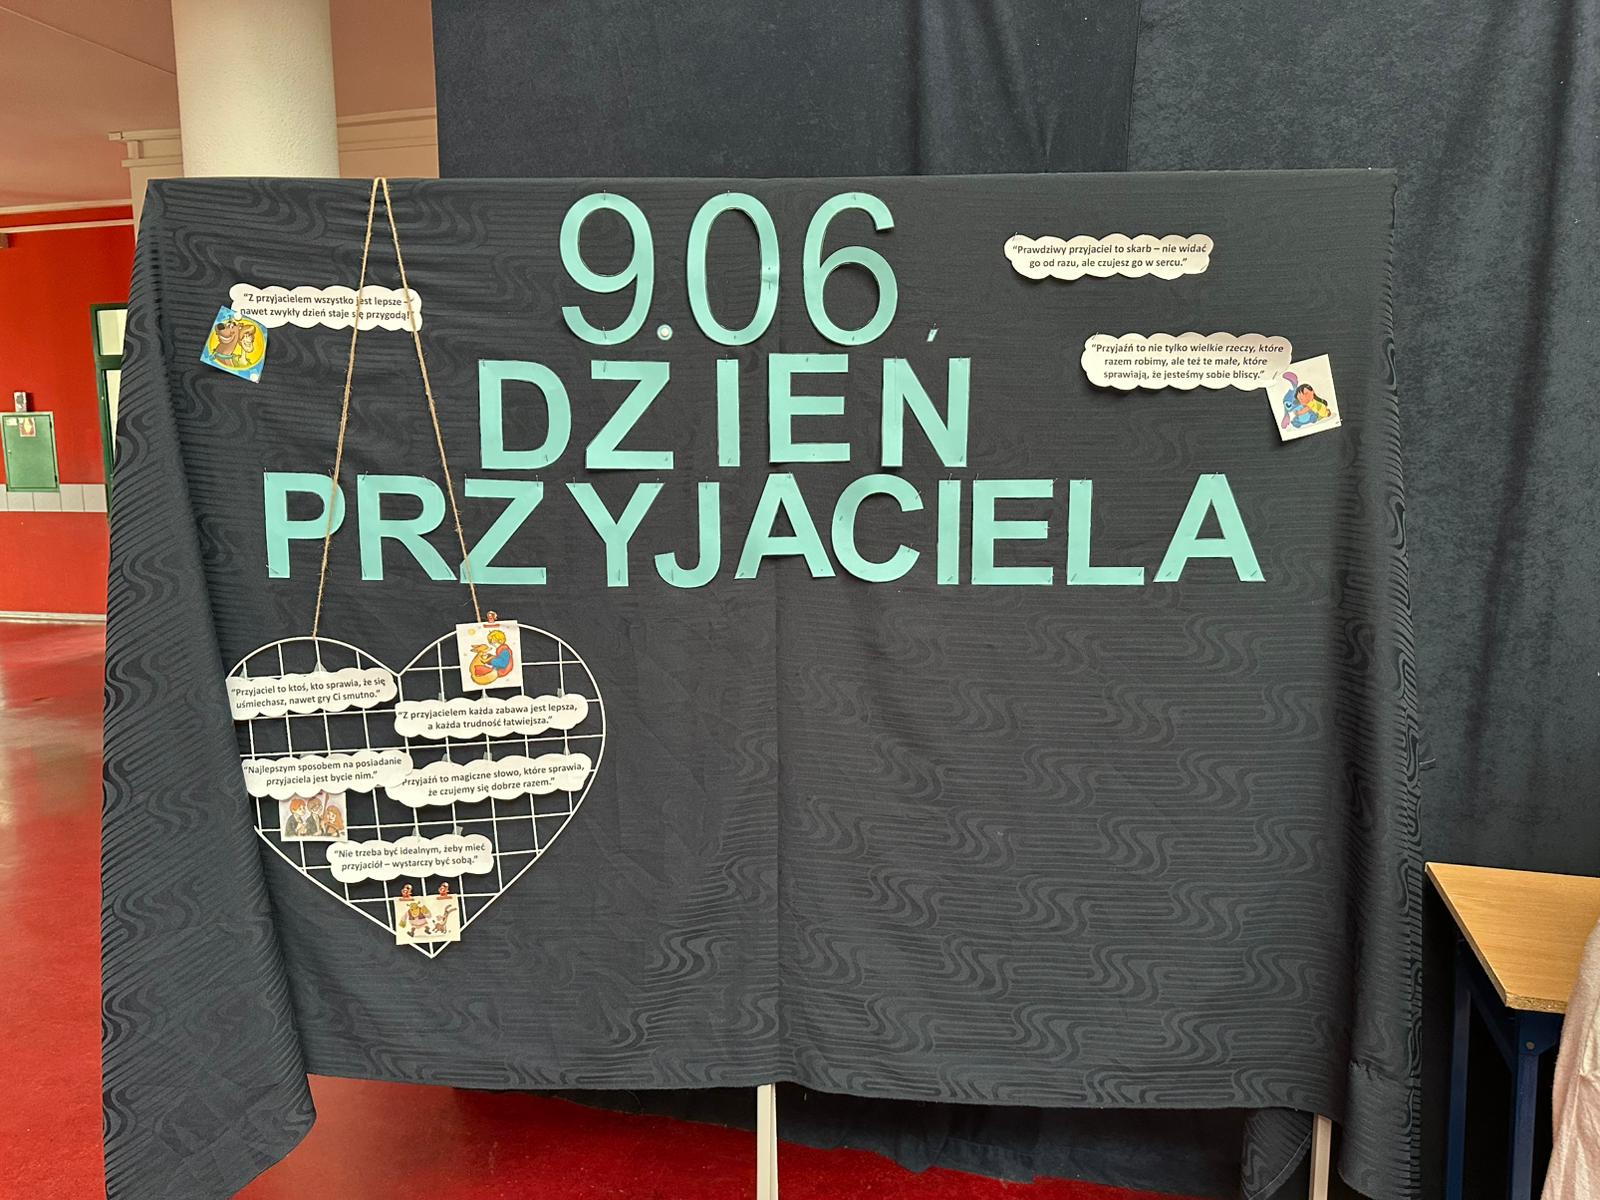 9.06
DZIEŃ
PRZYJACIELA
"Z przyjacielem wszystko jest lepsze –
nawet zwykły dzień staje się przygodą!"
"Prawdziwy przyjaciel to skarb – nie widać
go od razu, ale czujesz go w sercu."
"Przyjaźń to nie tylko wielkie rzeczy, które
razem robimy, ale też te małe, które
sprawiają, że jesteśmy sobie bliscy."
"Przyjaciel to ktoś, kto sprawia, że się
uśmiechasz, nawet gry Ci smutno."
"Z przyjacielem każda zabawa jest lepsza,
a każda trudność łatwiejsza."
"Najlepszym sposobem na posiadanie
przyjaciela jest bycie nim."
Przyjaźń to magiczne słowo, które sprawia,
że czujemy się dobrze razem."
"Nie trzeba być idealnym, żeby mieć
przyjaciół – wystarczy być sobą."